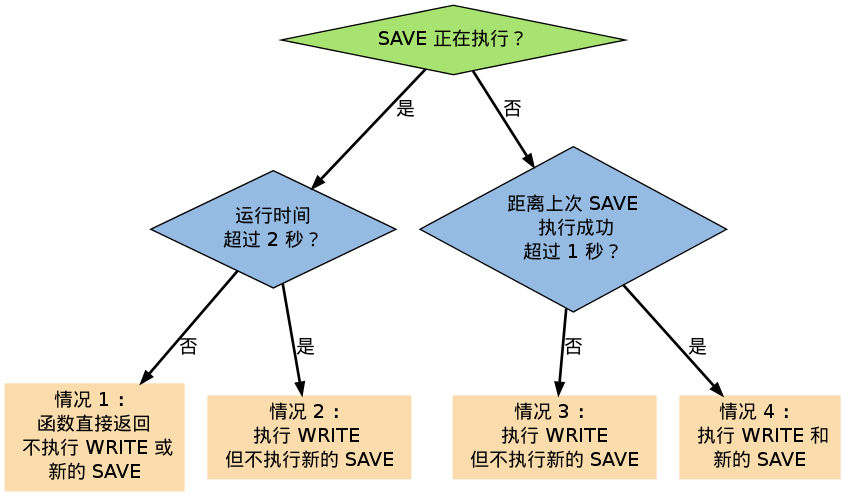 SAVE 正在执行？
是
否
运行时间
超过 2 秒？
距离上次 SAVE
执行成功
超过 1 秒？
否
是
否
是
情况 1 ：
函数直接返回
不执行 WRITE 或
新的 SAVE
情况 2 ：
执行 WRITE
但不执行新的 SAVE
情况 3 ：
执行 WRITE
但不执行新的 SAVE
情况 4 ：
执行 WRITE 和
新的 SAVE